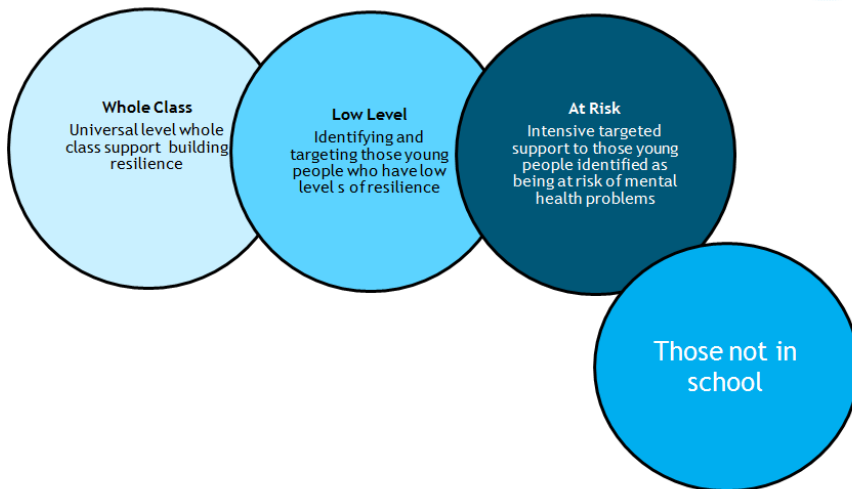 Whole Class
Universal level whole
class support building
resilience
Low Level
Identifying and
targeting those young
people who have low
level s of resilience
At Risk
Intensive targeted
support to those young
people identified as
being at risk of mental
health problems
Those not in
school